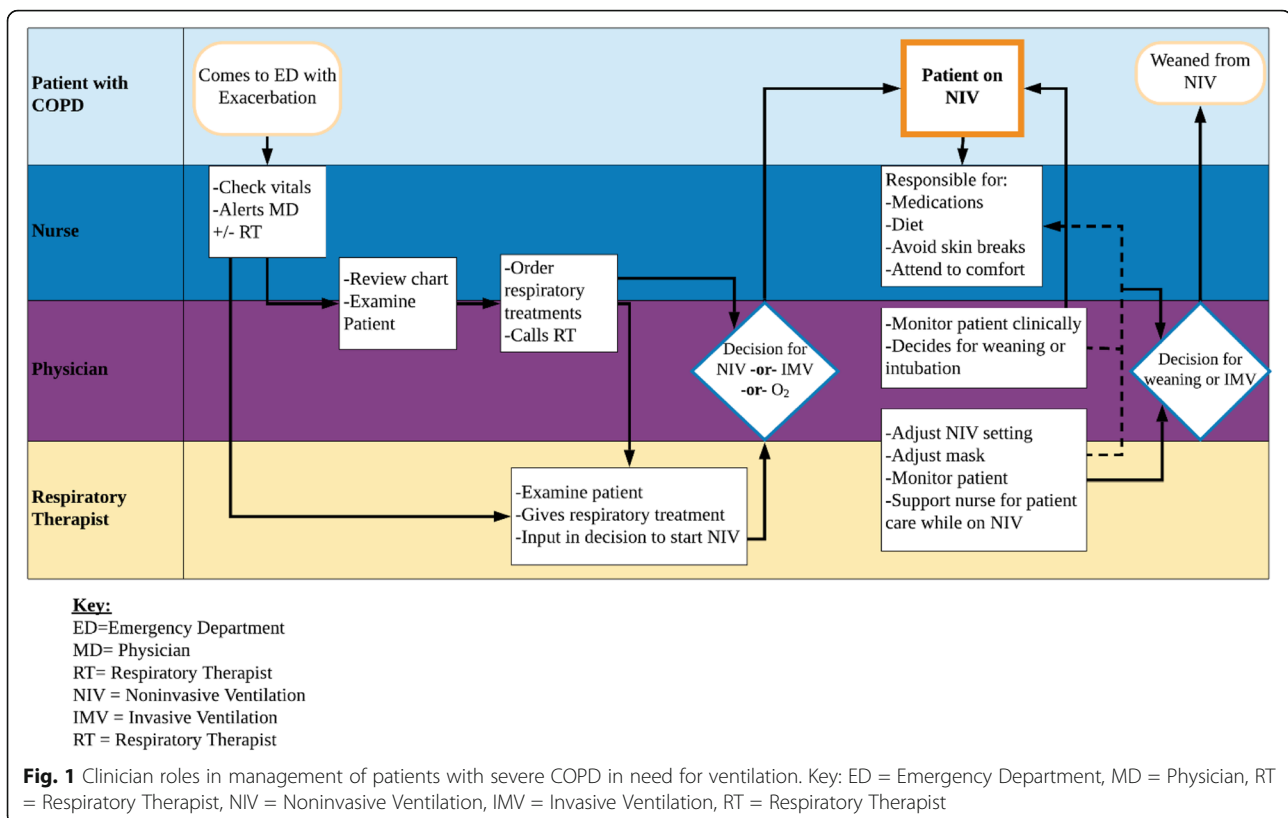 Patient with
COPD
Comes to ED with
Exacerbation
Patient on
NIV
Weaned from
NIV
Nurse
-Check vitals
-Alerts MD
+/- RT
-Review chart
-Examine
Patient
-Order
respiratory
treatments
-Calls RT
Responsible for:
-Medications
-Diet
-Avoid skin breaks
-Attend to comfort
Physician
Decision for
NIV -or- IMV
-or- O₂
-Monitor patient clinically
-Decides for weaning or
intubation
Decision for
weaning or IMV
Respiratory
Therapist
-Examine patient
-Gives respiratory treatment
-Input in decision to start NIV
-Adjust NIV setting
-Adjust mask
-Monitor patient
-Support nurse for patient
care while on NIV
Key:
ED=Emergency Department
MD= Physician
RT= Respiratory Therapist
NIV = Noninvasive Ventilation
IMV = Invasive Ventilation
RT = Respiratory Therapist
Fig. 1 Clinician roles in management of patients with severe COPD in need for ventilation. Key: ED = Emergency Department, MD = Physician, RT
= Respiratory Therapist, NIV = Noninvasive Ventilation, IMV = Invasive Ventilation, RT = Respiratory Therapist